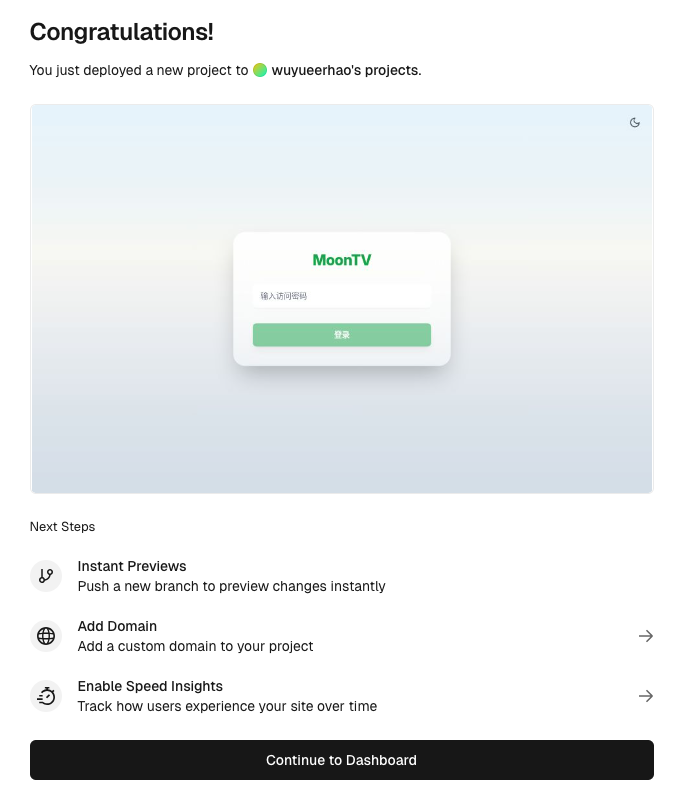 Congratulations!
You just deployed a new project to wuyueerhao's projects.
MoonTV
输入访问密码
登录
Next Steps
Instant Previews
Push a new branch to preview changes instantly
Add Domain
Add a custom domain to your project
Enable Speed Insights
Track how users experience your site over time
Continue to Dashboard